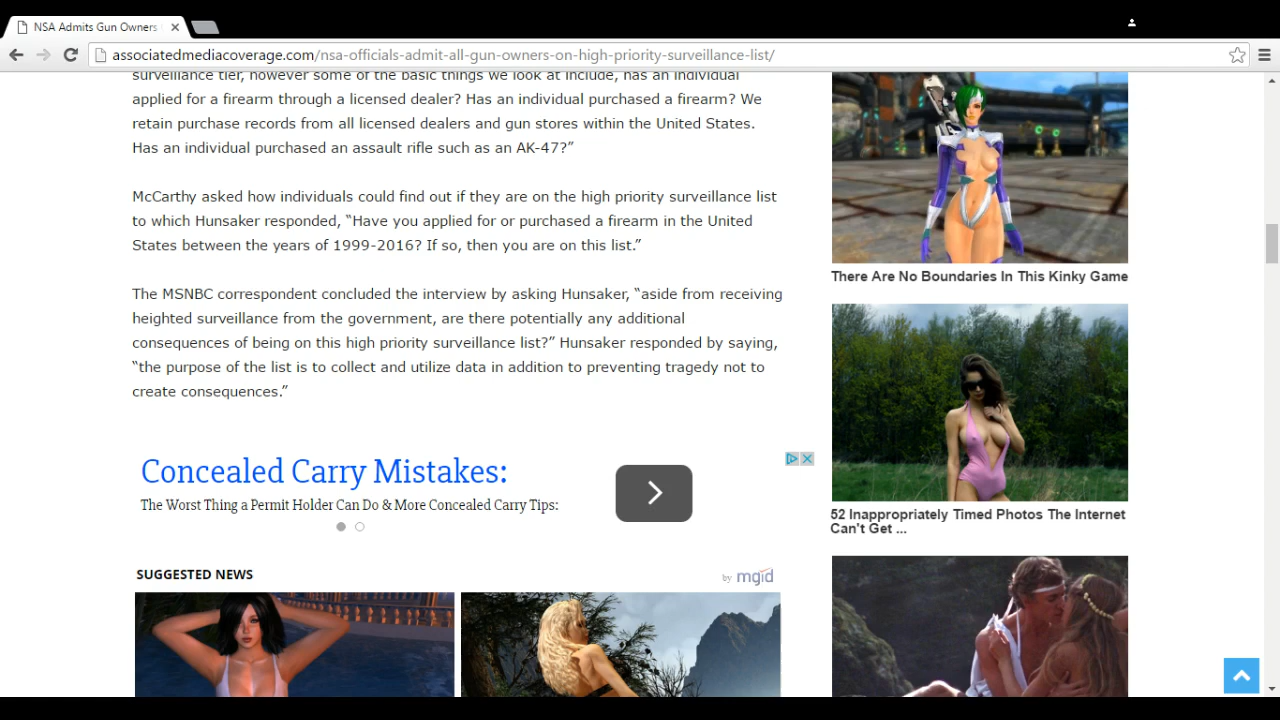 NSA Admits Gun Owners
associatedmediacoverage.com/nsa-officials-admit-all-gun-owners-on-high-priority-surveillance-list/
surveillance tier, however some of the basic things we look at include, has an individual
applied for a firearm through a licensed dealer? Has an individual purchased a firearm? We
retain purchase records from all licensed dealers and gun stores within the United States.
Has an individual purchased an assault rifle such as an AK-47?”
McCarthy asked how individuals could find out if they are on the high priority surveillance list
to which Hunsaker responded, “Have you applied for or purchased a firearm in the United
States between the years of 1999-2016? If so, then you are on this list.”
The MSNBC correspondent concluded the interview by asking Hunsaker, “aside from receiving
heighted surveillance from the government, are there potentially any additional
consequences of being on this high priority surveillance list?” Hunsaker responded by saying,
“the purpose of the list is to collect and utilize data in addition to preventing tragedy not to
create consequences.”
Concealed Carry Mistakes:
The Worst Thing a Permit Holder Can Do & More Concealed Carry Tips:
SUGGESTED NEWS
by mgid
There Are No Boundaries In This Kinky Game
52 Inappropriately Timed Photos The Internet
Can't Get ...